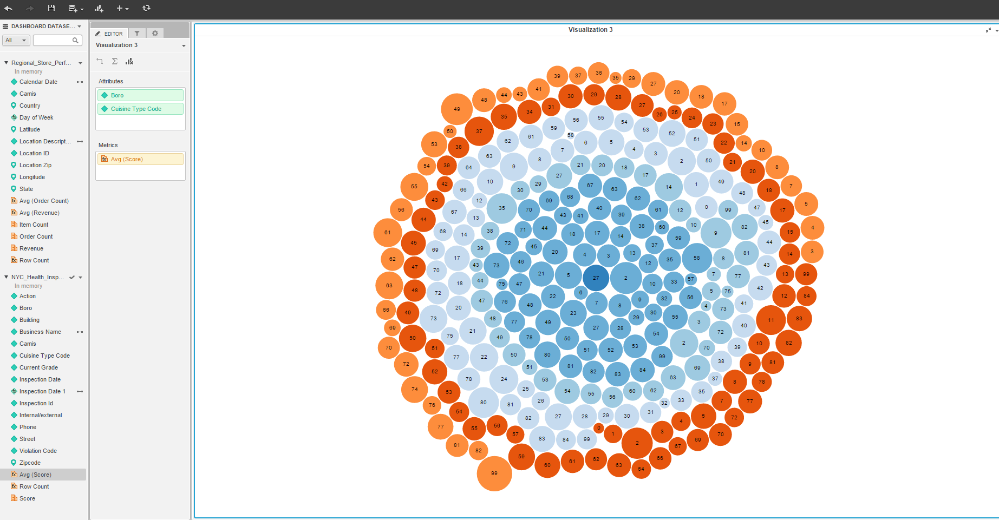 DASHBOARD DATASE...
All
Regional_Store_Perf...
In memory
Calendar Date
Camis
Country
Day of Week
Latitude
Location Descript...
Location ID
Location Zip
Longitude
State
Avg (Order Count)
Avg (Revenue)
Item Count
Order Count
Revenue
Row Count
NYC_Health_Insp...
In memory
Action
Boro
Building
Business Name
Camis
Cuisine Type Code
Current Grade
Inspection Date
Inspection Date 1
Inspection Id
Internal/external
Phone
Street
Violation Code
Zipcode
Avg (Score)
Row Count
Score
EDITOR
Visualization 3
Attributes
Boro
Cuisine Type Code
Metrics
Avg (Score)
Visualization 3
39 37 36 35 29 27
48 44 43 41 30 29 28 27 20 18 17
49 35 34 31 26 25 24 23 15
50 37 62 61 59 56 58 55 54 53 52 51 22 14 10
53 38 63 7 6 5 4 3 2 50 21 8
54 39 64 9 8 21 20 18 17 20
55 42 66 10 30 29 27 67 63 62 14 1 49 48 18 7
56 43 67 12 35 70 69 68 40 61 12 0 99 47 17 5
44 13 43 41 39
61 45 68 14 38 71 44 18 17 14 38 60 59 10 9 82 45 44 15 4
62 47 69 17 39 72 45 20 4 3 13 37 58 8 81 14 3
70 43 73 46 12 35 43
63 48 72 18 44 75 47 21 5 27 2 10 33 57 7 77 42 13 99
66 49 20 47 76 48 22 6 7 8 9 32 56 5 75 41 12 84
69 73 21 48 77 49 23 27 28 29 30 55 4 3 73 40 11 83
70 50 75 49 78 50 54 72
72 51 77 22 50 80 51 52 53 99 2 70 39 10 82
52 78 24 51 81 82 83 84 69 38 9 81
74 53 25 53 54 55 56 60 62 63 35 37 8 78
76 54 80 81 26 32 33 7 77
77 55 56 82 27 28 29 30 31 4 5 72
81 82 57 83 84 99 0 1 2 3 67 69 70
99 59 60 61 62 63 64 66